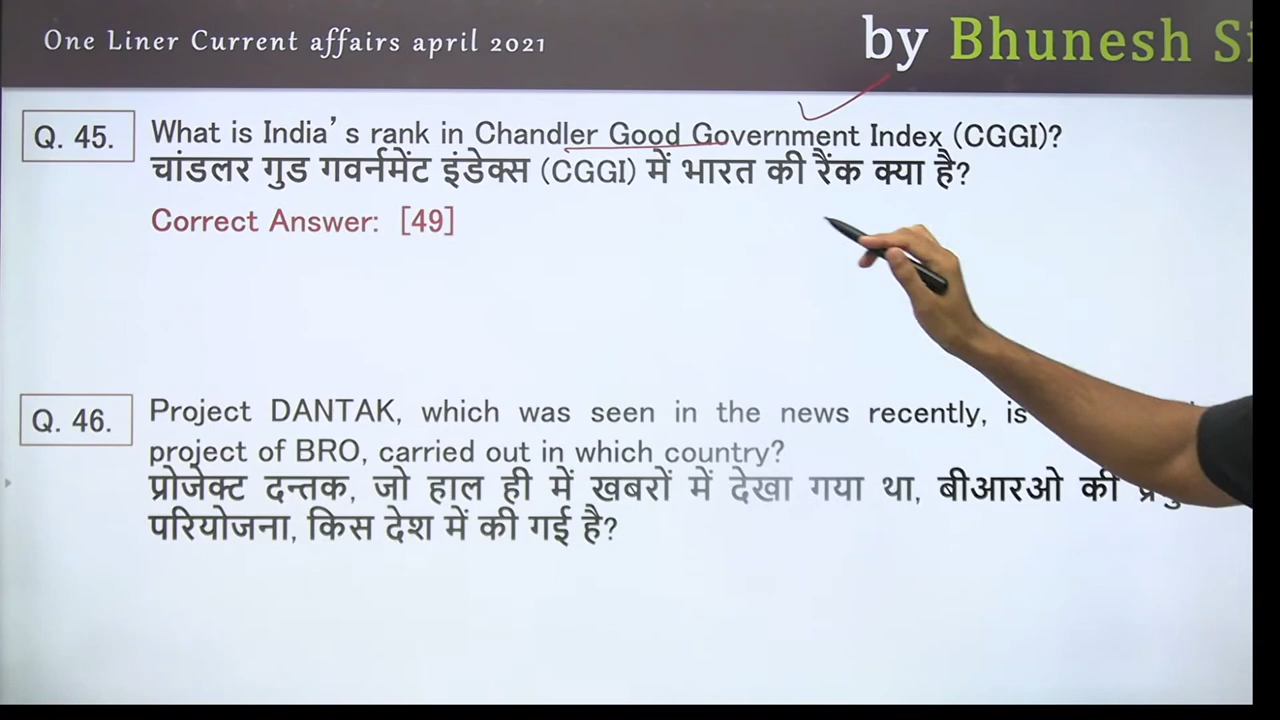 One Liner Current affairs april 2021
by Bhunesh
Q. 45.
What is India's rank in Chandler Good Government Index (CGGI)?
चांडलर गुड गवर्नमेंट इंडेक्स (CGGI) में भारत की रैंक क्या है?
Correct Answer: [49]
Q. 46.
Project DANTAK, which was seen in the news recently, is
project of BRO, carried out in which country?
प्रोजेक्ट दन्तक, जो हाल ही में खबरों में देखा गया था, बीआरओ की
परियोजना, किस देश में की गई है?